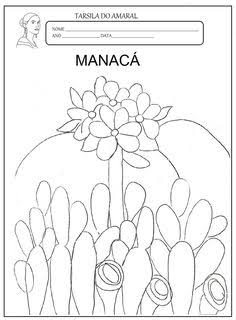 TARSILA DO AMARAL
NOME
ANO DATA
MANACÁ